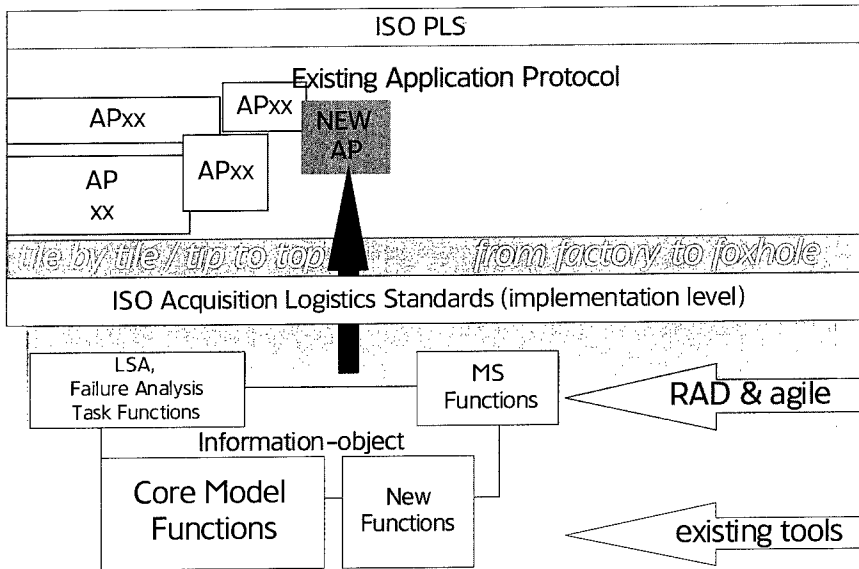 ISO PLS
Existing Application Protocol
APxx
APxx
NEW
AP
AP
xx
APxx
tile by tile / tip to top from factory to foxhole
ISO Acquisition Logistics Standards (implementation level)
LSA,
Failure Analysis
Task Functions
MS
Functions
RAD & agile
Information-object
Core Model
Functions
New
Functions
existing tools